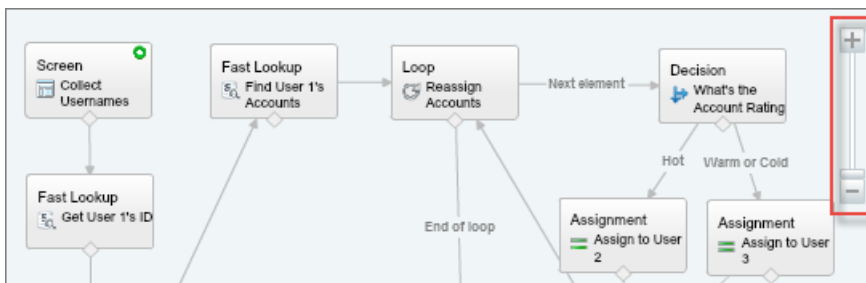 Screen
Collect
Usernames
Fast Lookup
Find User 1's
Accounts
Loop
Reassign
Accounts
Next element
Decision
What's the
Account Rating
Hot
Warm or Cold
Fast Lookup
Get User 1's ID
End of loop
Assignment
Assign to User
2
Assignment
Assign to User
3